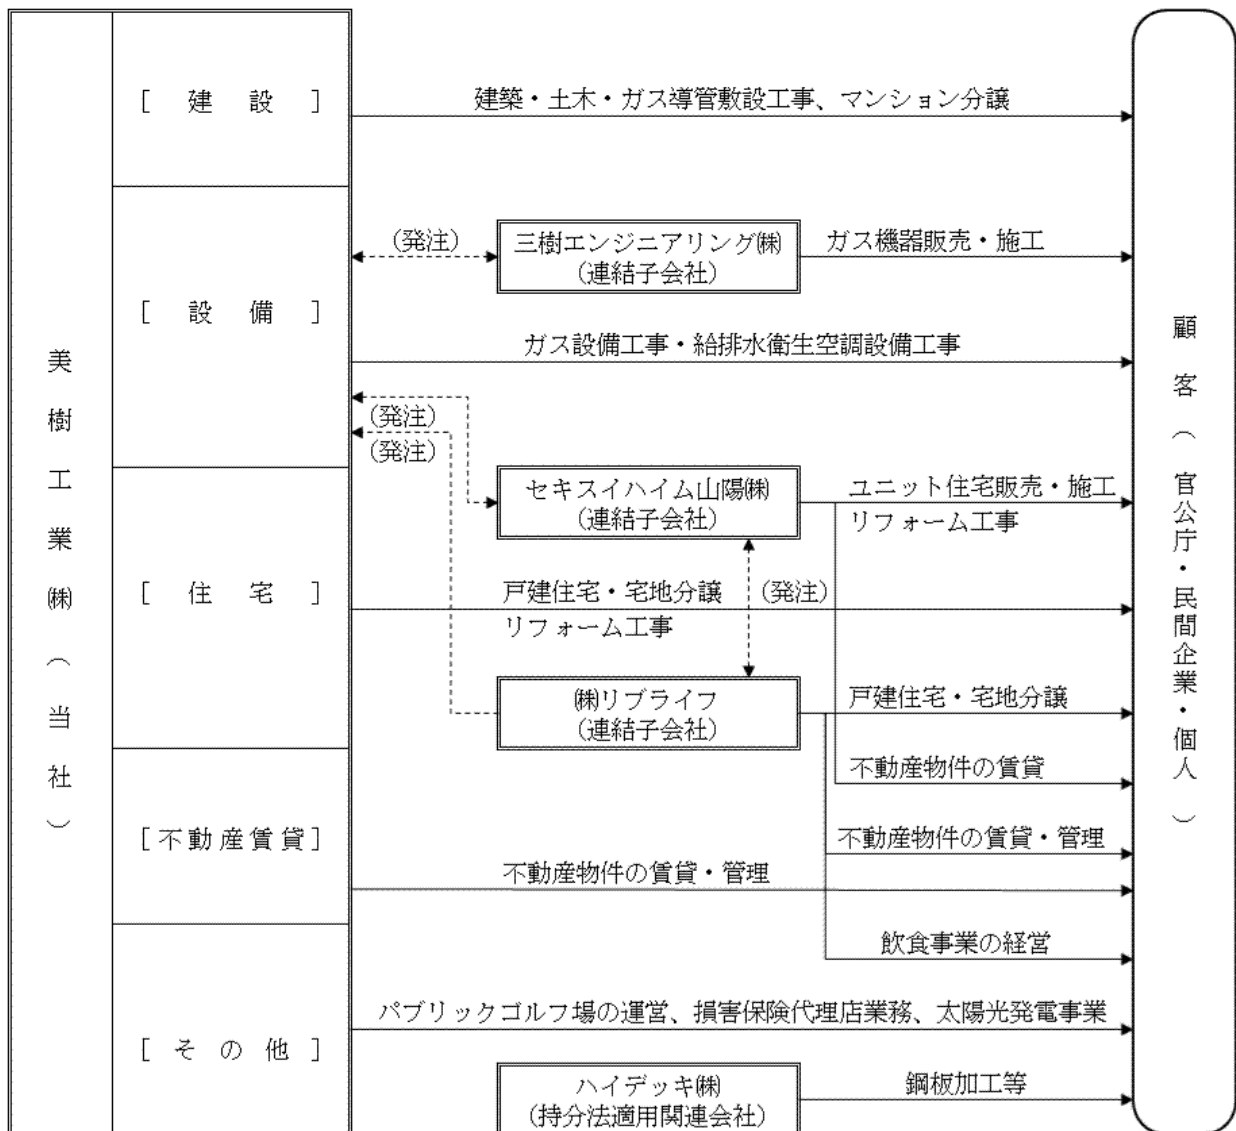 美樹工業㈱（当社）
［建設］
建築・土木・ガス導管敷設工事、マンション分譲
［設備］
（発注）
三樹エンジニアリング㈱
（連結子会社）
ガス機器販売・施工
ガス設備工事・給排水衛生空調設備工事
（発注）
（発注）
［住宅］
セキスイハイム山陽㈱
（連結子会社）
ユニット住宅販売・施工
リフォーム工事
戸建住宅・宅地分譲
リフォーム工事
（発注）
㈱リブライフ
（連結子会社）
戸建住宅・宅地分譲
不動産物件の賃貸
［不動産賃貸］
不動産物件の賃貸・管理
不動産物件の賃貸・管理
飲食事業の経営
［その他］
パブリックゴルフ場の運営、損害保険代理店業務、太陽光発電事業
ハイデッキ㈱
（持分法適用関連会社）
鋼板加工等
顧客（官公庁・民間企業・個人）